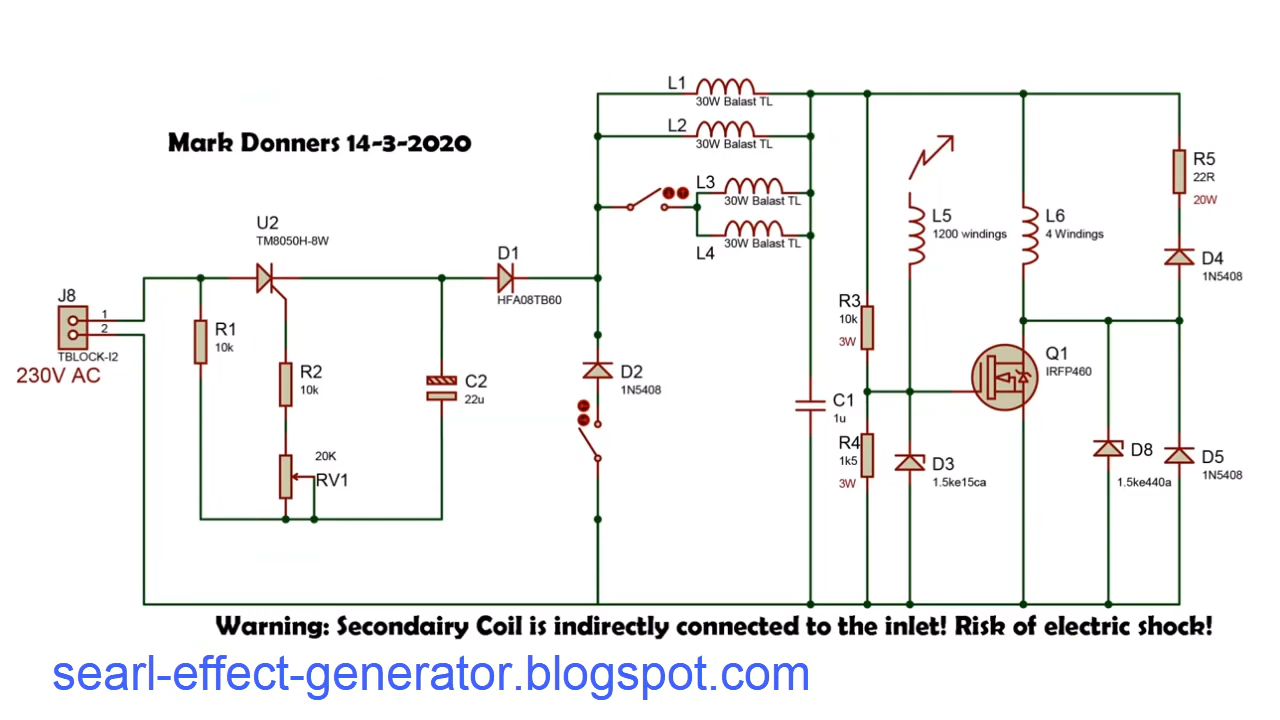 L1
30W Balast TL
L2
30W Balast TL
Mark Donners 14-3-2020
L3
30W Balast TL
L4
30W Balast TL
R5
22R
20W
L5
1200 windings
L6
4 Windings
U2
TM8050H-8W
D1
HFA08TB60
D4
1N5408
J8
1
2
TBLOCK-I2
230V AC
R1
10k
R2
10k
C2
22u
D2
1N5408
R3
10k
3W
Q1
IRFP460
C1
1u
R4
1k5
3W
20K
RV1
D3
1.5ke15ca
D8
1.5ke440a
D5
1N5408
Warning: Secondairy Coil is indirectly connected to the inlet! Risk of electric shock!
searl-effect-generator.blogspot.com